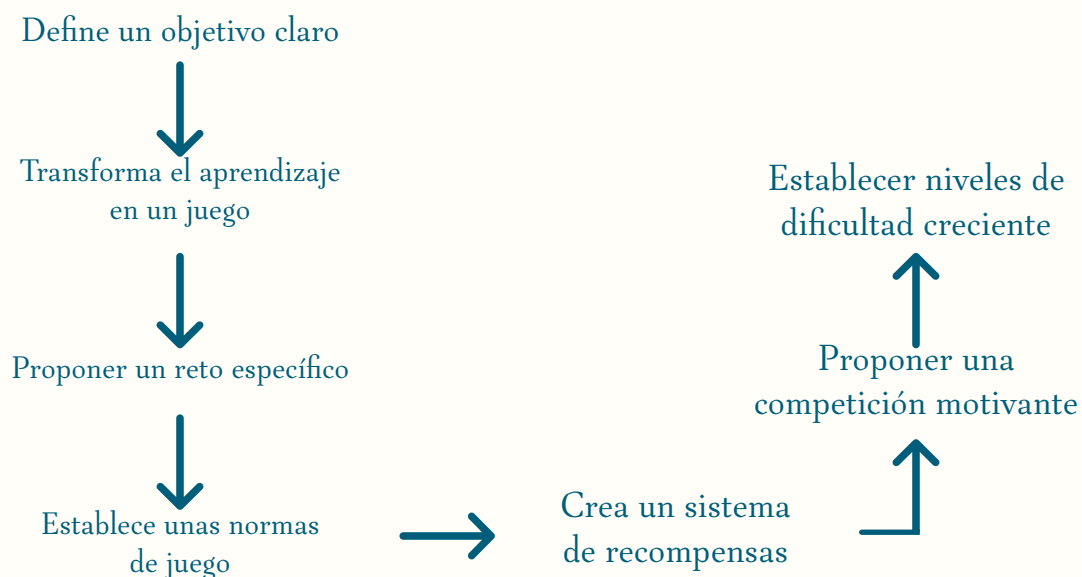 Define un objetivo claro
Transforma el aprendizaje
en un juego
Proponer un reto específico
Establece unas normas
de juego
Crea un sistema
de recompensas
Proponer una
competición motivante
Establecer niveles de
dificultad creciente